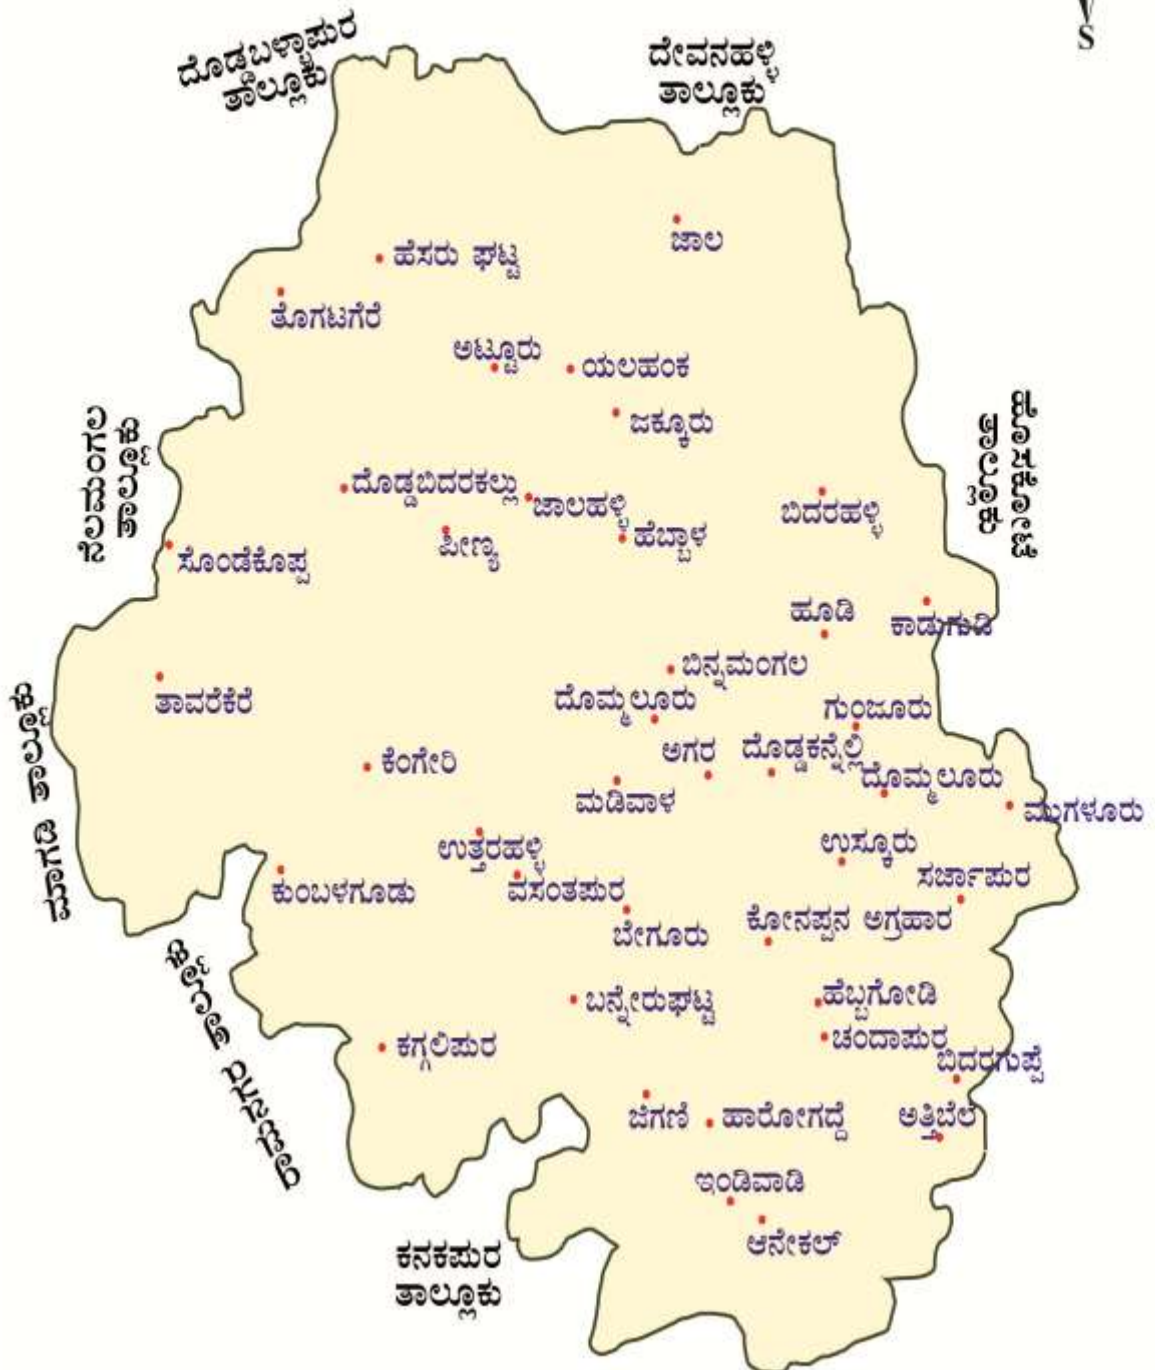 S
ದೊಡ್ಡಬಳ್ಳಾಪುರ
ತಾಲ್ಲೂಕು
ದೇವನಹಳ್ಳಿ
ತಾಲ್ಲೂಕು
ಜಾಲ
ಹೆಸರು ಘಟ್ಟ
ತೊಗಟಗೆರೆ
ಅಟ್ಟೂರು
ಯಲಹಂಕ
ಜಕ್ಕೂರು
ನೆಲಮಂಗಲ
ತಾಲ್ಲೂಕು
ಹೊಸಕೋಟೆ
ತಾಲ್ಲೂಕು
ದೊಡ್ಡಬಿದರಕಲ್ಲು
ಜಾಲಹಳ್ಳಿ
ಬಿದರಹಳ್ಳಿ
ಪೀಣ್ಯ
ಹೆಬ್ಬಾಳ
ಸೊಂಡೆಕೊಪ್ಪ
ಹೂಡಿ
ಕಾಡುಗುಡಿ
ಬಿನ್ನಮಂಗಲ
ತಾವರೆಕೆರೆ
ದೊಮ್ಮಲೂರು
ಗುಂಜೂರು
ಮಾಗಡಿ ತಾಲ್ಲೂಕು
ಅಗರ
ದೊಡ್ಡಕನ್ನೆಲ್ಲಿ
ಕೆಂಗೇರಿ
ದೊಮ್ಮಲೂರು
ಮಡಿವಾಳ
ಮುಗಳೂರು
ಉತ್ತರಹಳ್ಳಿ
ಉಸ್ಕೂರು
ಸರ್ಜಾಪುರ
ಕುಂಬಳಗೂಡು
ವಸಂತಪುರ
ಕೋನಪ್ಪನ ಅಗ್ರಹಾರ
ಬೇಗೂರು
ಬನ್ನೇರುಘಟ್ಟ
ಹೆಬ್ಬಗೋಡಿ
ರಾಮನಗರ ತಾಲ್ಲೂಕು
ಕಗ್ಗಲಿಪುರ
ಚಂದಾಪುರ
ಬಿದರಗುಪ್ಪೆ
ಜಿಗಣಿ
ಹಾರೋಗದ್ದೆ
ಅತ್ತಿಬೆಲೆ
ಇಂಡಿವಾಡಿ
ಆನೇಕಲ್
ಕನಕಪುರ
ತಾಲ್ಲೂಕು